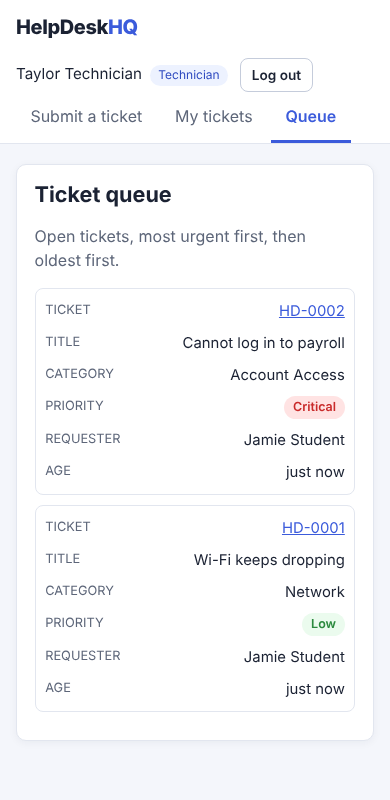 HelpDeskHQ
Taylor Technician Technician Log out
Submit a ticket My tickets Queue
Ticket queue
Open tickets, most urgent first, then
oldest first.
TICKET HD-0002
TITLE Cannot log in to payroll
CATEGORY Account Access
PRIORITY Critical
REQUESTER Jamie Student
AGE just now
TICKET HD-0001
TITLE Wi-Fi keeps dropping
CATEGORY Network
PRIORITY Low
REQUESTER Jamie Student
AGE just now